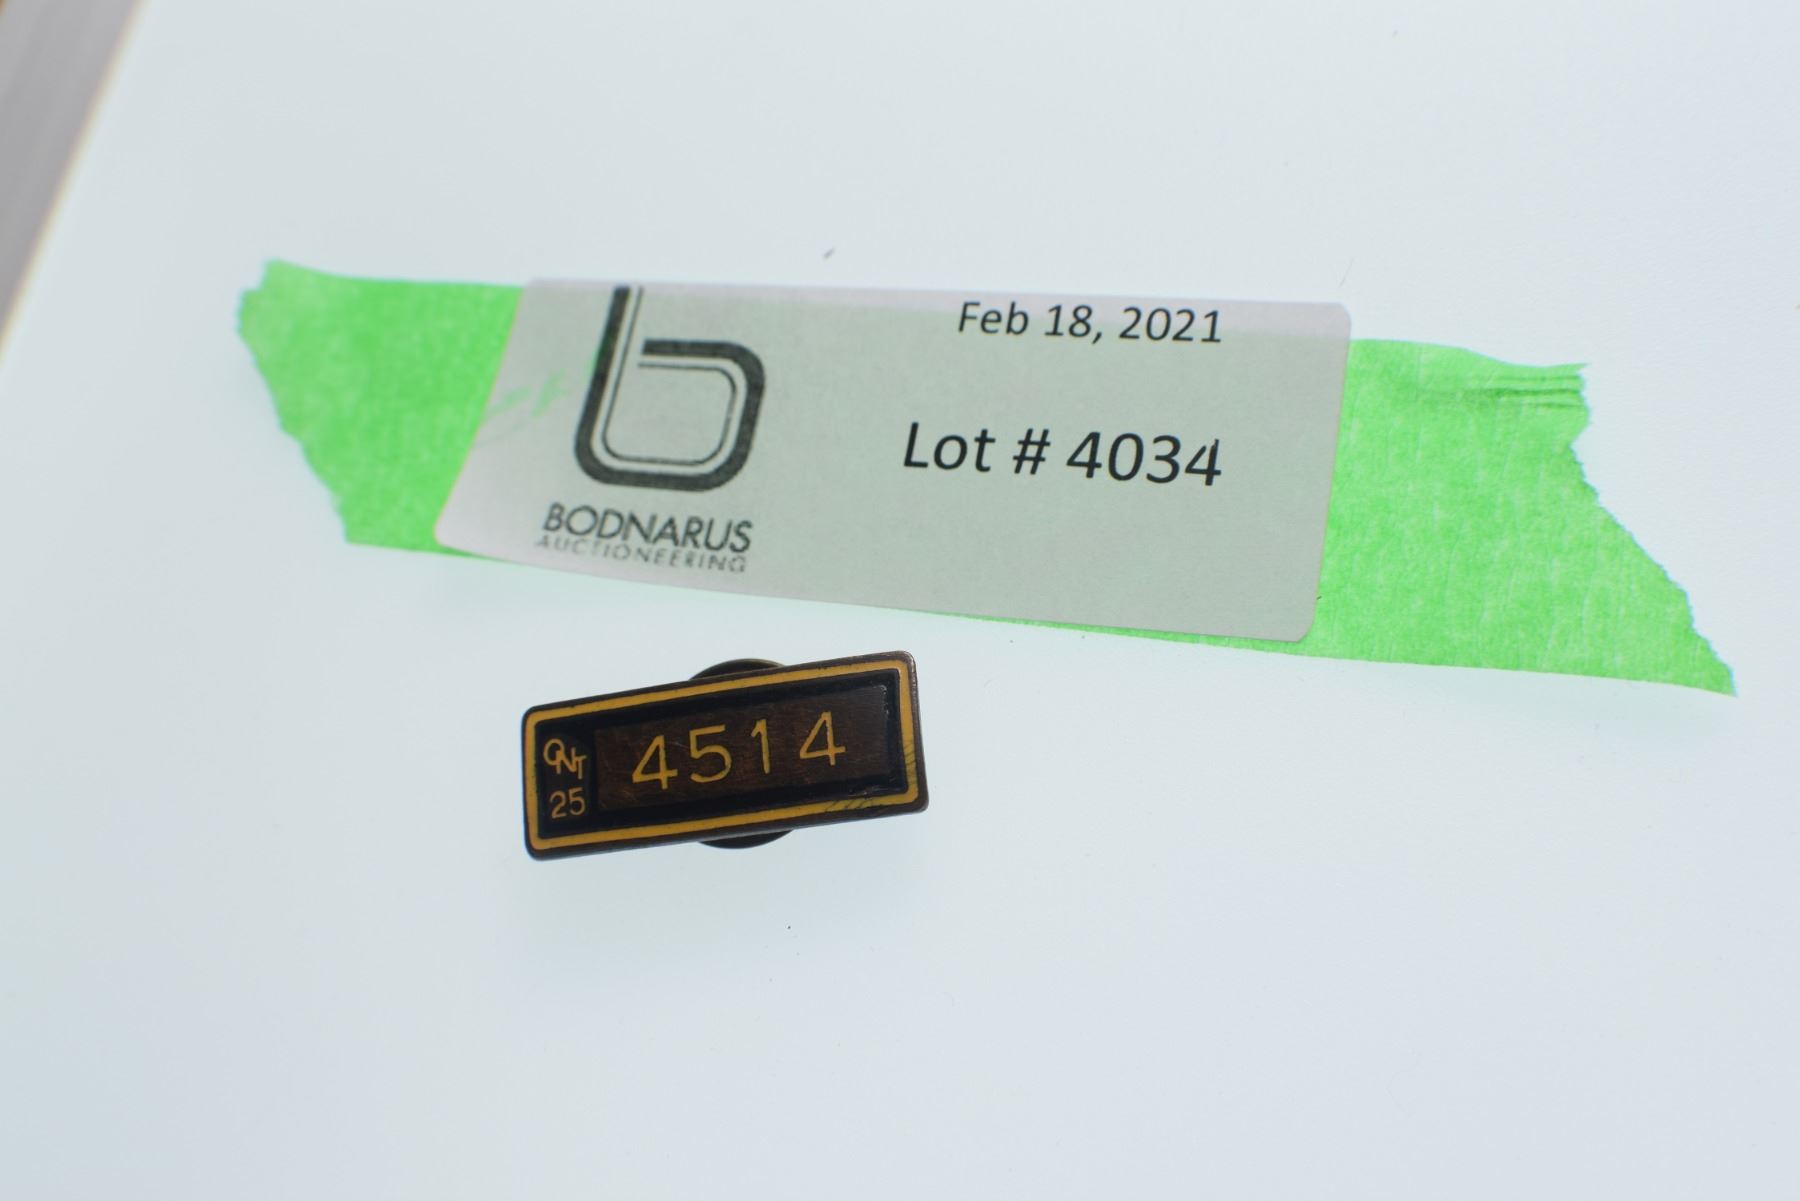 Feb 18, 2021
Lot # 4034
BODNARUS
AUCTIONEERING
ONT
25
4514